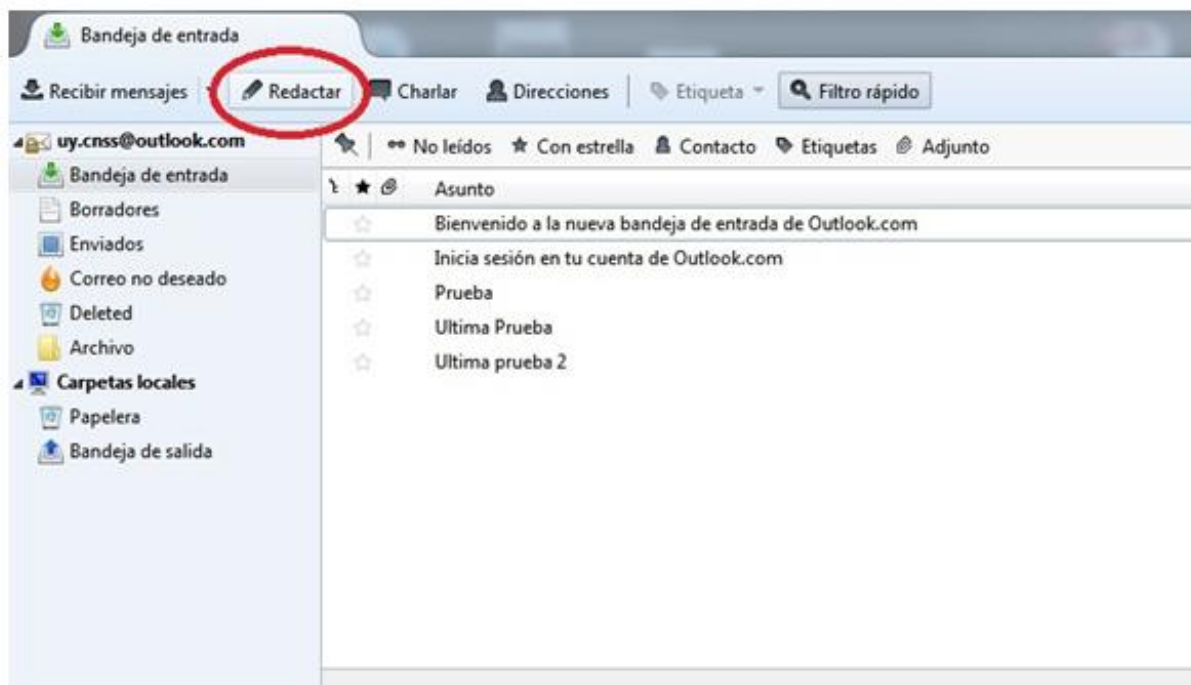 Bandeja de entrada
Recibir mensajes Redactar Charlar Direcciones Etiqueta Filtro rápido
uy.cnss@outlook.com
Bandeja de entrada
Borradores
Enviados
Correo no deseado
Deleted
Archivo
Carpetas locales
Papelera
Bandeja de salida
No leídos Con estrella Contacto Etiquetas Adjunto
Asunto
Bienvenido a la nueva bandeja de entrada de Outlook.com
Inicia sesión en tu cuenta de Outlook.com
Prueba
Ultima Prueba
Ultima prueba 2